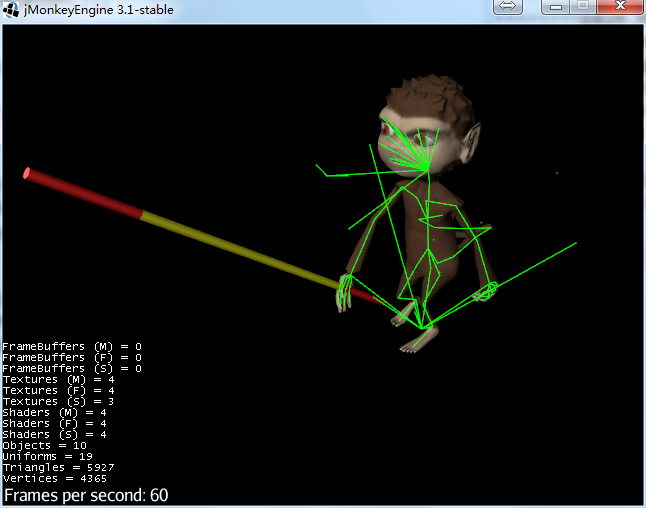 jMonkeyEngine 3.1-stable
FrameBuffers (M) = 0
FrameBuffers (F) = 0
FrameBuffers (S) = 0
Textures (M) = 4
Textures (F) = 4
Textures (S) = 3
Shaders (M) = 4
Shaders (F) = 4
Shaders (S) = 4
Objects = 10
Uniforms = 19
Triangles = 5927
Vertices = 4365
Frames per second: 60